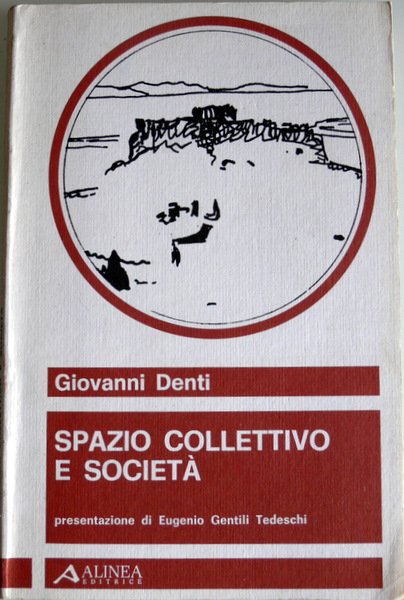 Giovanni Denti
SPAZIO COLLETTIVO
E SOCIETÀ
presentazione di Eugenio Gentili Tedeschi
ALINEA
EDITRICE